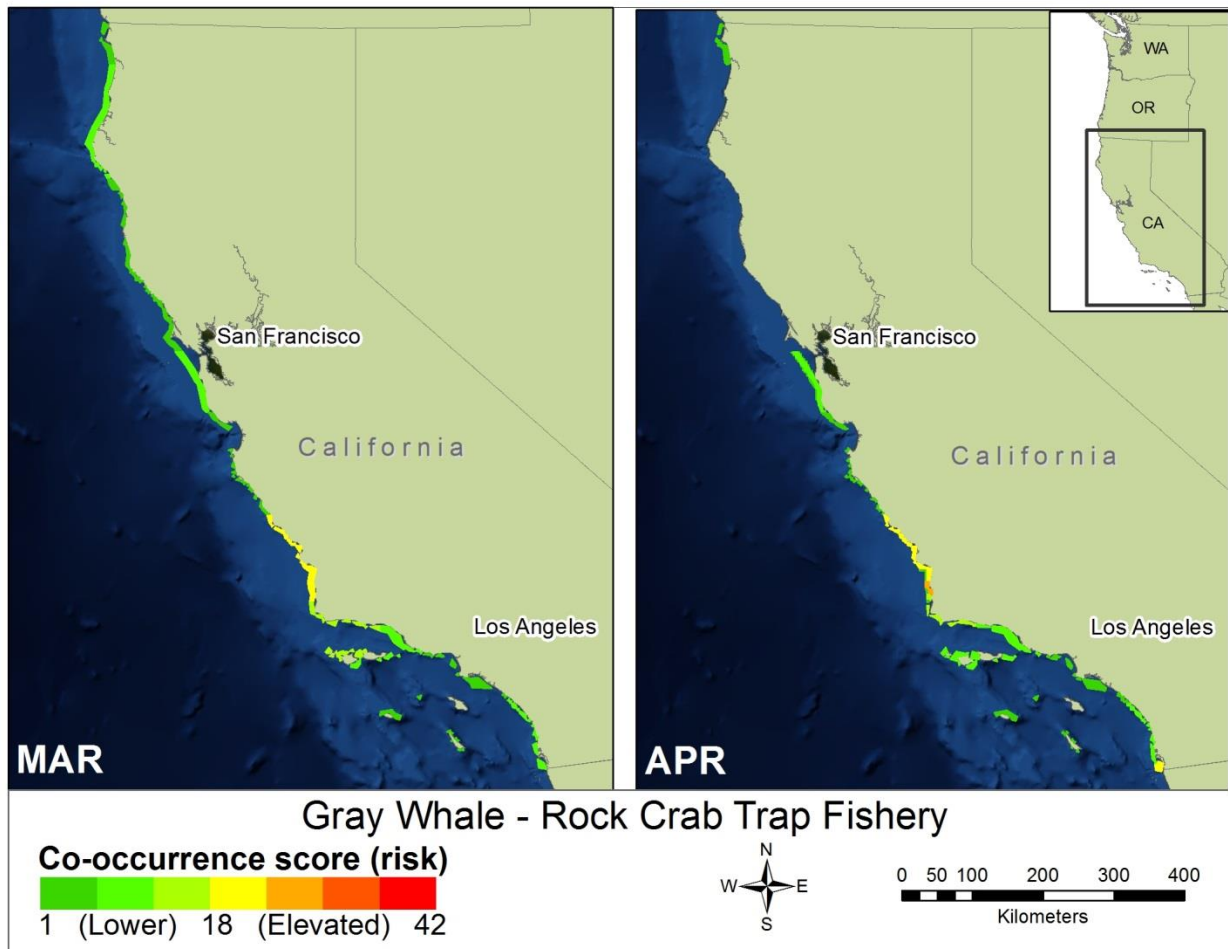 San Francisco
California
Los Angeles
MAR
WA
OR
CA
San Francisco
California
Los Angeles
APR
Gray Whale - Rock Crab Trap Fishery
Co-occurrence score (risk)
1 (Lower) 18 (Elevated) 42
N
W E
S
0 50 100 200 300 400
Kilometers